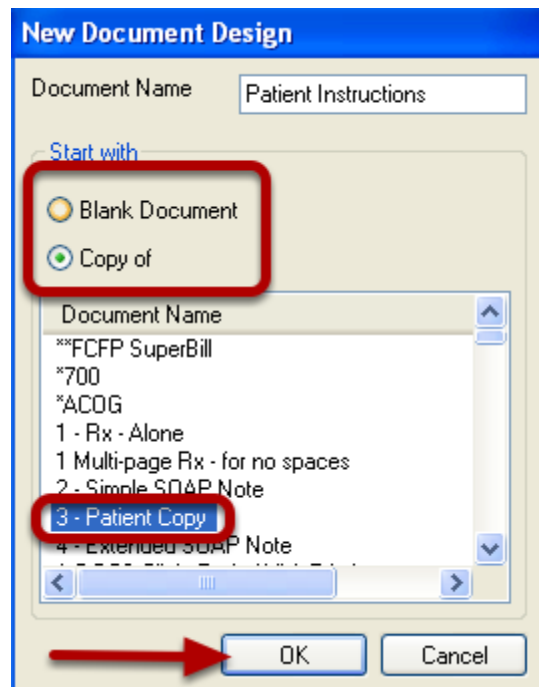 New Document Design
Document Name Patient Instructions
Start with
Blank Document
Copy of
Document Name
**FCFP SuperBill
*700
*ACOG
1 - Rx - Alone
1 Multi-page Rx - for no spaces
2 - Simple SOAP Note
3 - Patient Copy
4 - Extended SOAP Note
OK Cancel